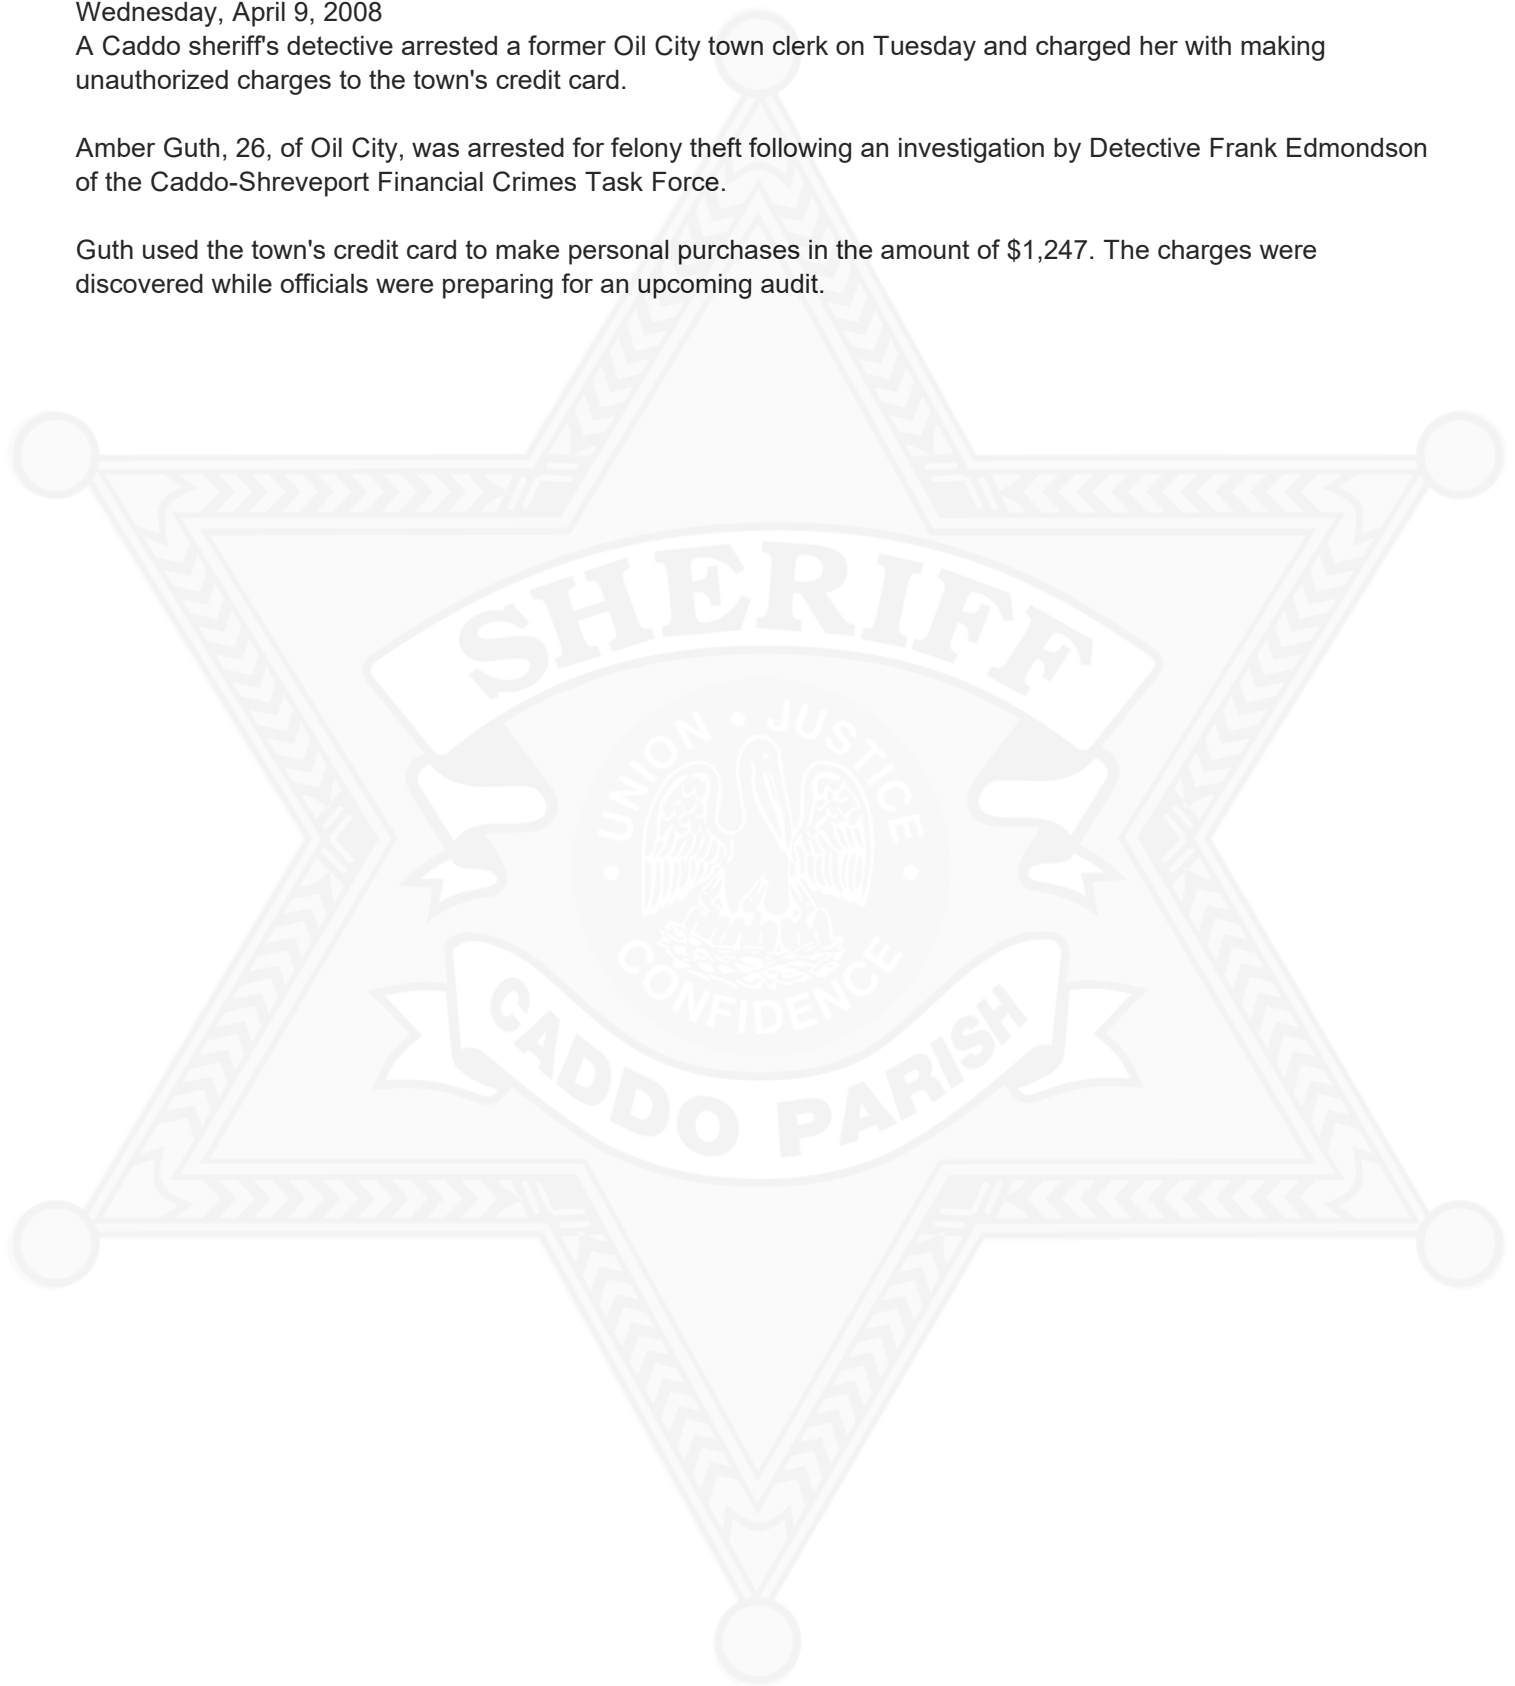 Wednesday, April 9, 2008
A Caddo sheriff's detective arrested a former Oil City town clerk on Tuesday and charged her with making
unauthorized charges to the town's credit card.
Amber Guth, 26, of Oil City, was arrested for felony theft following an investigation by Detective Frank Edmondson
of the Caddo-Shreveport Financial Crimes Task Force.
Guth used the town's credit card to make personal purchases in the amount of $1,247. The charges were
discovered while officials were preparing for an upcoming audit.
SHERIFF
UNION • JUSTICE
• CONFIDENCE •
CADDO PARISH